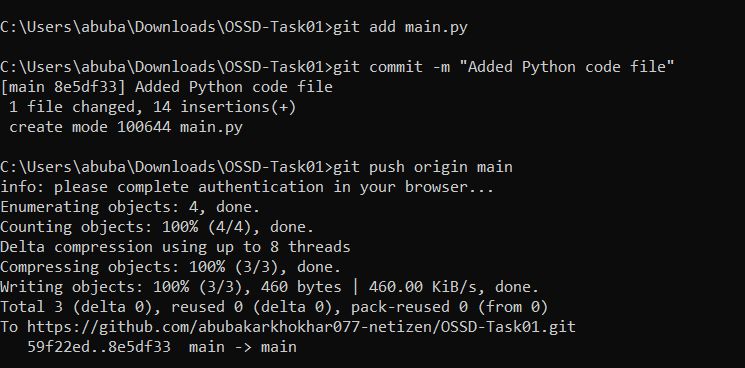 C:\Users\abuba\Downloads\OSSD-Task01>git add main.py
C:\Users\abuba\Downloads\OSSD-Task01>git commit -m "Added Python code file"
[main 8e5df33] Added Python code file
 1 file changed, 14 insertions(+)
 create mode 100644 main.py
C:\Users\abuba\Downloads\OSSD-Task01>git push origin main
info: please complete authentication in your browser...
Enumerating objects: 4, done.
Counting objects: 100% (4/4), done.
Delta compression using up to 8 threads
Compressing objects: 100% (3/3), done.
Writing objects: 100% (3/3), 460 bytes | 460.00 KiB/s, done.
Total 3 (delta 0), reused 0 (delta 0), pack-reused 0 (from 0)
To https://github.com/abubakarkhokhar077-netizen/OSSD-Task01.git
   59f22ed..8e5df33  main -> main